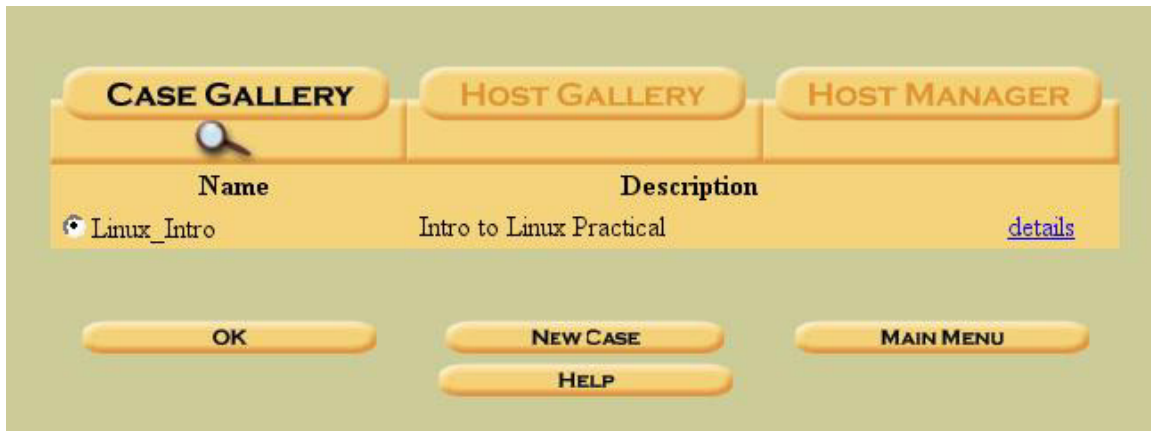 CASE GALLERY HOST GALLERY HOST MANAGER
Name Description
Linux_Intro Intro to Linux Practical details
OK NEW CASE MAIN MENU
HELP